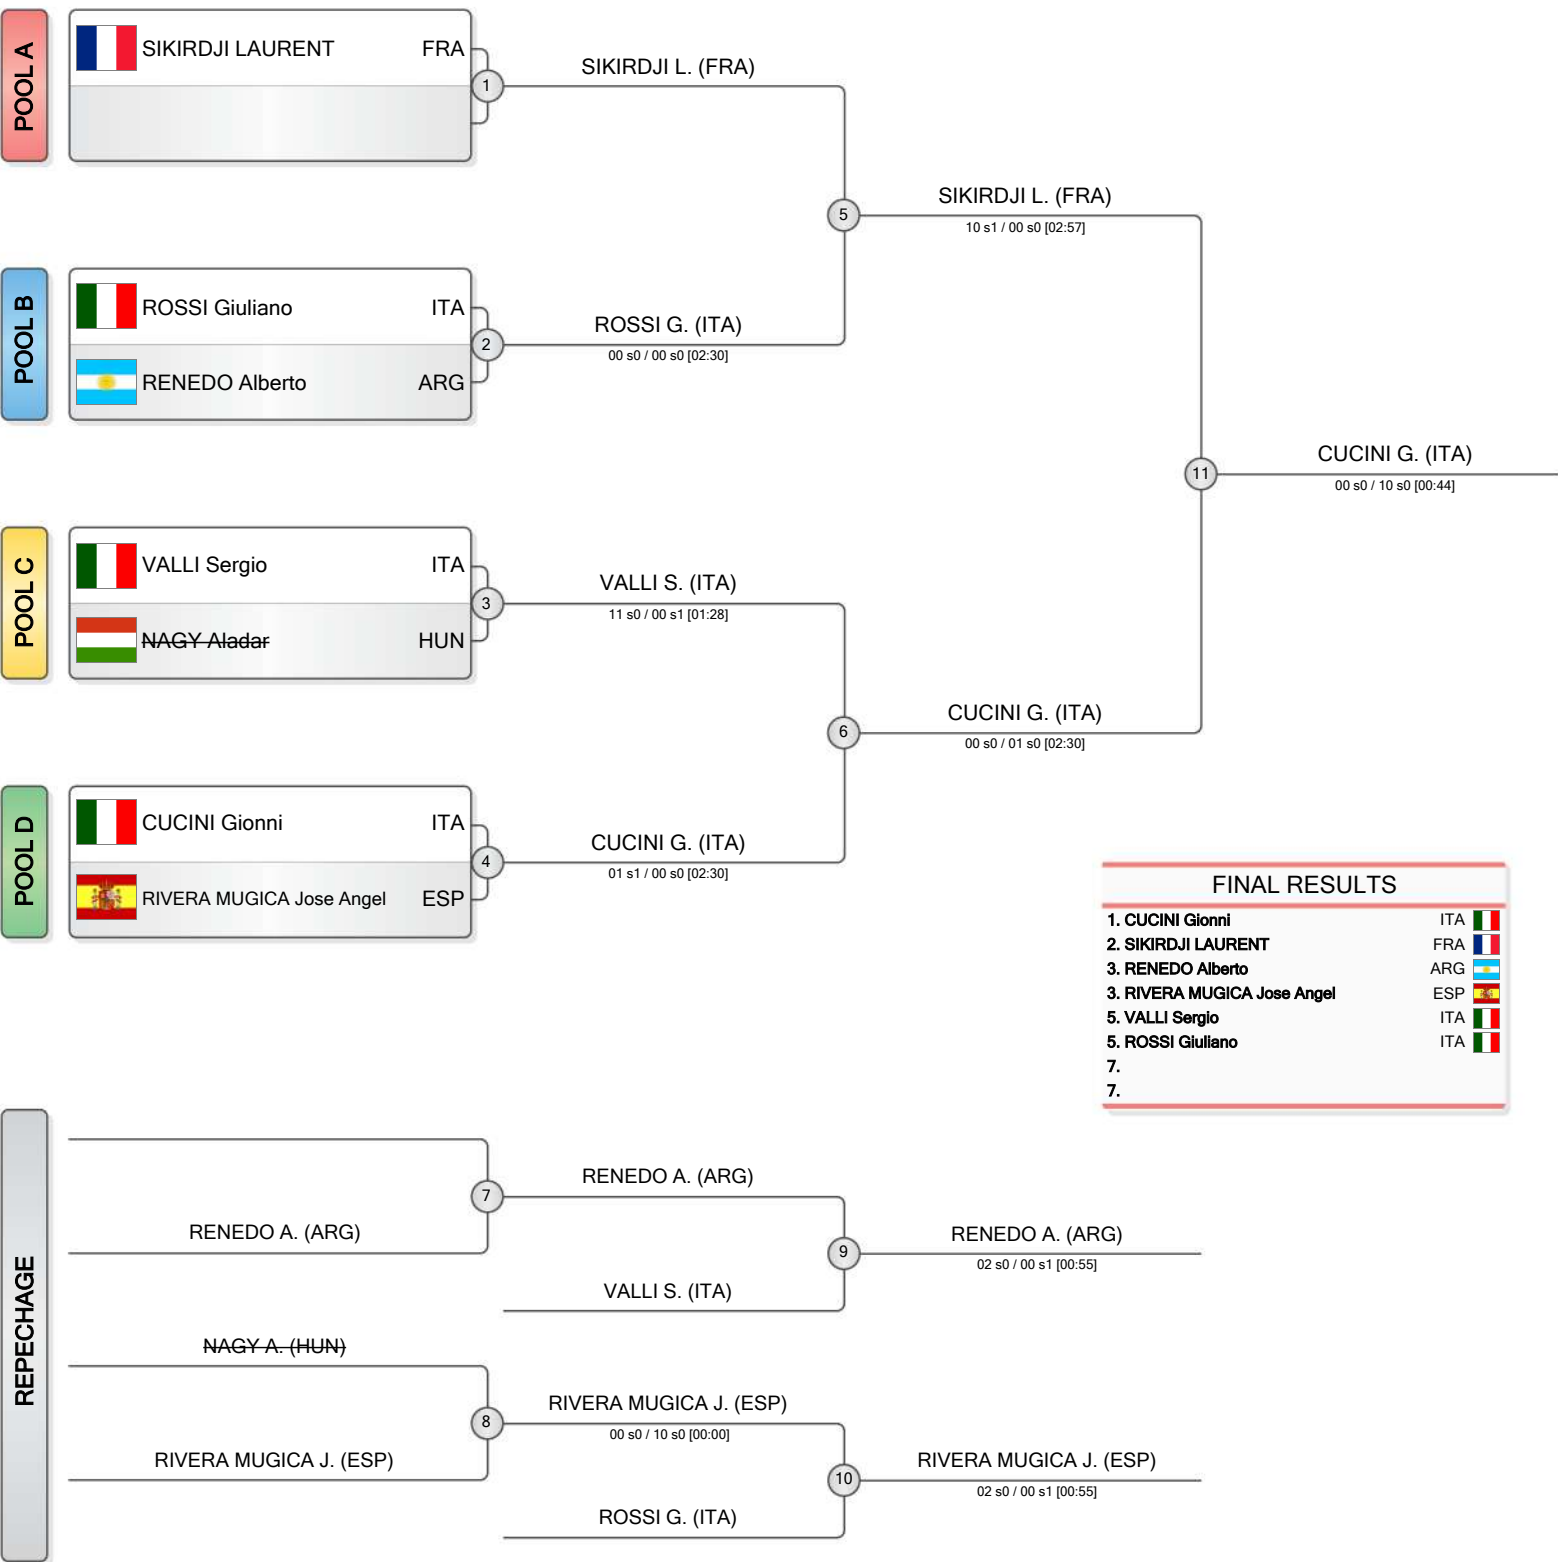 POOL A
SIKIRDJI LAURENT FRA
1
SIKIRDJI L. (FRA)
5
SIKIRDJI L. (FRA)
10 s1 / 00 s0 [02:57]
POOL B
ROSSI Giuliano ITA
RENEDO Alberto ARG
2
ROSSI G. (ITA)
00 s0 / 00 s0 [02:30]
11
CUCINI G. (ITA)
00 s0 / 10 s0 [00:44]
POOL C
VALLI Sergio ITA
NAGY Aladar HUN
3
VALLI S. (ITA)
11 s0 / 00 s1 [01:28]
6
CUCINI G. (ITA)
00 s0 / 01 s0 [02:30]
POOL D
CUCINI Gionni ITA
RIVERA MUGICA Jose Angel ESP
4
CUCINI G. (ITA)
01 s1 / 00 s0 [02:30]
FINAL RESULTS
1. CUCINI Gionni ITA
2. SIKIRDJI LAURENT FRA
3. RENEDO Alberto ARG
3. RIVERA MUGICA Jose Angel ESP
5. VALLI Sergio ITA
5. ROSSI Giuliano ITA
7.
7.
REPECHAGE
RENEDO A. (ARG)
7
RENEDO A. (ARG)
VALLI S. (ITA)
9
RENEDO A. (ARG)
02 s0 / 00 s1 [00:55]
NAGY A. (HUN)
RIVERA MUGICA J. (ESP)
8
RIVERA MUGICA J. (ESP)
00 s0 / 10 s0 [00:00]
ROSSI G. (ITA)
10
RIVERA MUGICA J. (ESP)
02 s0 / 00 s1 [00:55]